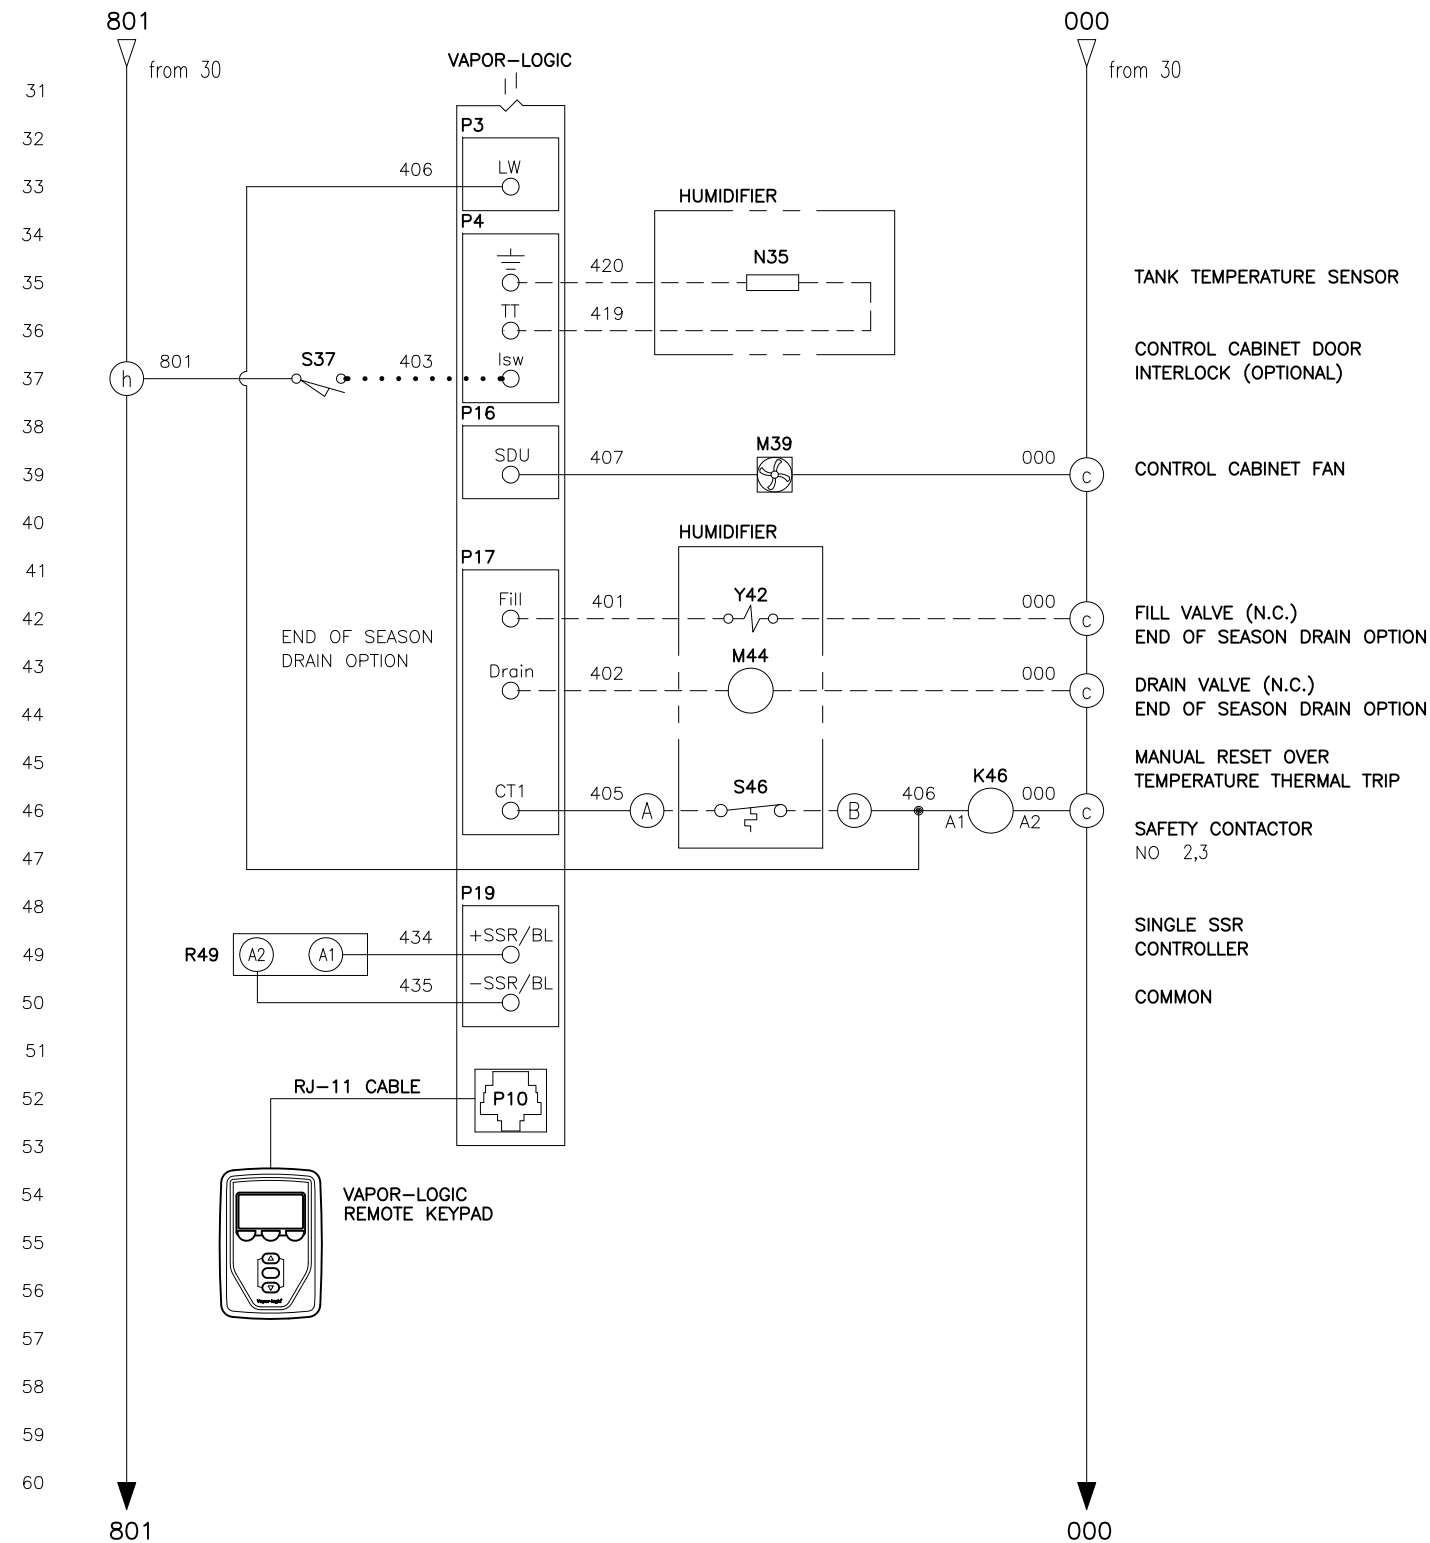 801
000
from 30
from 30
VAPOR-LOGIC
31
P3
32
406
LW
33
HUMIDIFIER
P4
34
N35
420
35
TANK TEMPERATURE SENSOR
TT
419
36
CONTROL CABINET DOOR
INTERLOCK (OPTIONAL)
801
S37
403
Isw
h
37
P16
38
M39
SDU
407
000
c
39
CONTROL CABINET FAN
40
HUMIDIFIER
P17
41
Fill
401
Y42
000
c
42
FILL VALVE (N.C.)
END OF SEASON DRAIN OPTION
END OF SEASON
DRAIN OPTION
43
M44
Drain
402
000
c
DRAIN VALVE (N.C.)
END OF SEASON DRAIN OPTION
44
45
MANUAL RESET OVER
TEMPERATURE THERMAL TRIP
CT1
405
A
S46
B
406
K46
000
A1
A2
c
46
SAFETY CONTACTOR
NO 2,3
47
P19
48
SINGLE SSR
CONTROLLER
434
+SSR/BL
R49
A2
A1
49
435
-SSR/BL
50
COMMON
51
RJ-11 CABLE
P10
52
53
54
VAPOR-LOGIC
REMOTE KEYPAD
55
56
Vapor-logic
57
58
59
60
801
000